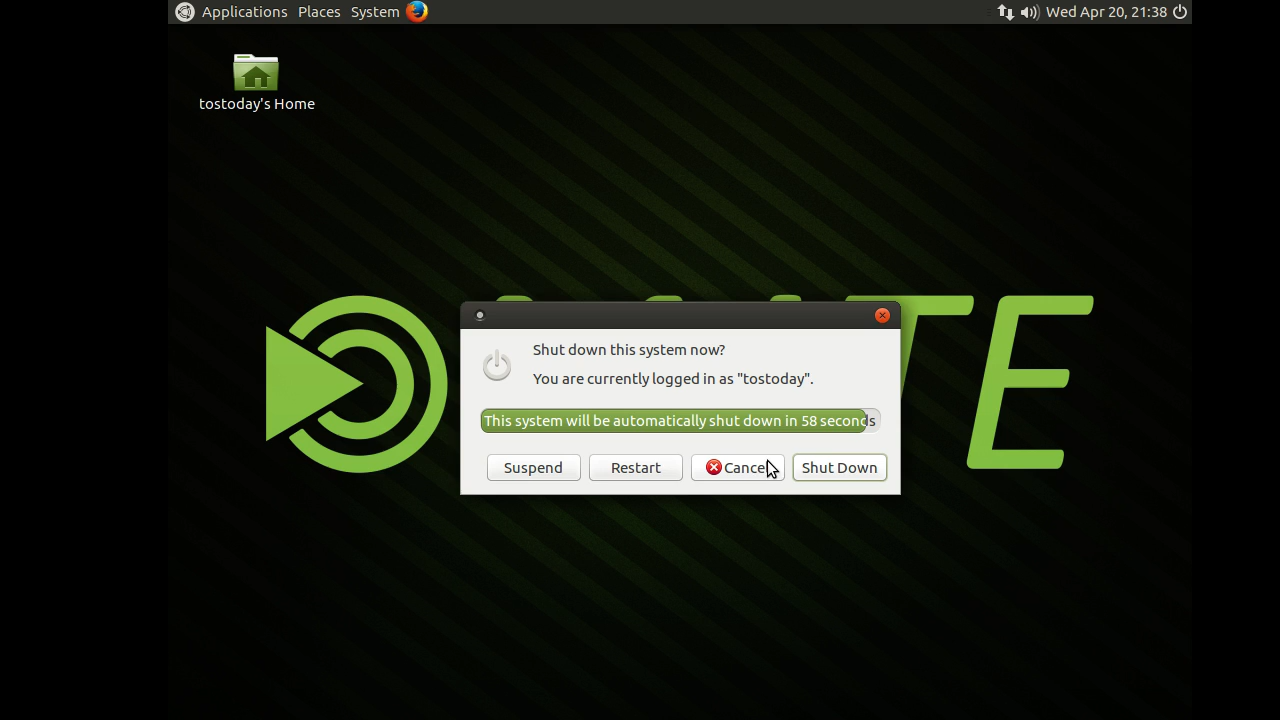 Applications Places System
Wed Apr 20, 21:38
tostoday's Home
TE
Shut down this system now?
You are currently logged in as "tostoday".
This system will be automatically shut down in 58 seconds
Suspend
Restart
Cancel
Shut Down